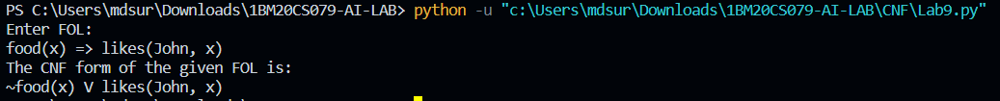 PS C:\Users\mdsur\Downloads\1BM20CS079-AI-LAB> python -u "c:\Users\mdsur\Downloads\1BM20CS079-AI-LAB\CNF\Lab9.py"
Enter FOL:
food(x) => likes(John, x)
The CNF form of the given FOL is:
~food(x) V likes(John, x)